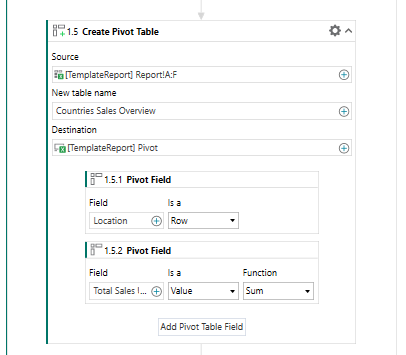 1.5 Create Pivot Table
Source
[TemplateReport] Report!A:F
New table name
Countries Sales Overview
Destination
[TemplateReport] Pivot
1.5.1 Pivot Field
Field Is a
Location Row
1.5.2 Pivot Field
Field Is a Function
Total Sales I... Value Sum
Add Pivot Table Field